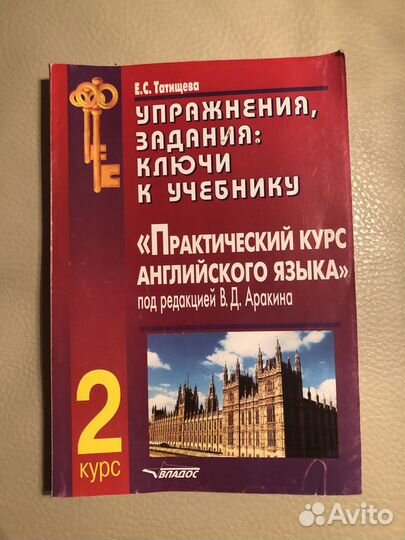 Е.С. Татищева
УПРАЖНЕНИЯ,
ЗАДАНИЯ:
КЛЮЧИ
К УЧЕБНИКУ
«ПРАКТИЧЕСКИЙ КУРС
АНГЛИЙСКОГО ЯЗЫКА»
под редакцией В.Д. Аракина
2
курс
ВЛАДОС
Avito